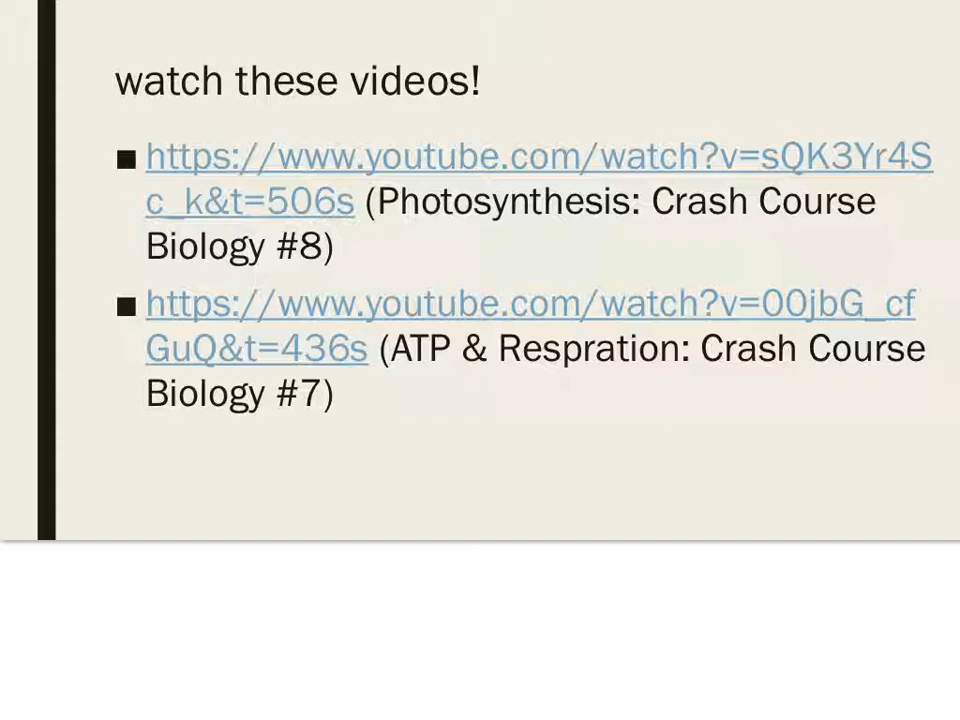 watch these videos!
■ https://www.youtube.com/watch?v=sQK3Yr4S
c_k&t=506s (Photosynthesis: Crash Course
Biology #8)
■ https://www.youtube.com/watch?v=00jbG_cf
GuQ&t=436s (ATP & Respration: Crash Course
Biology #7)